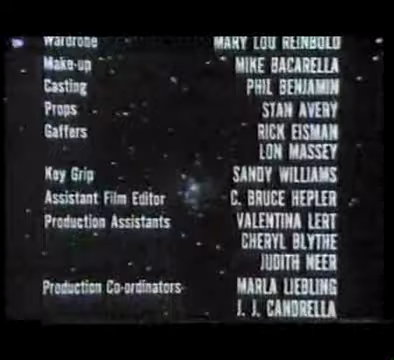 Wardrobe MARY LOU REINBOLD
Make-up MIKE BACARELLA
Casting PHIL BENJAMIN
Props STAN AVERY
Gaffers RICK EISMAN
LON MASSEY
Key Grip SANDY WILLIAMS
Assistant Film Editor C. BRUCE HEPLER
Production Assistants VALENTINA LERT
CHERYL BLYTHE
JUDITH NEER
Production Co-ordinators MARLA LIEBLING
J. J. CANDRELLA